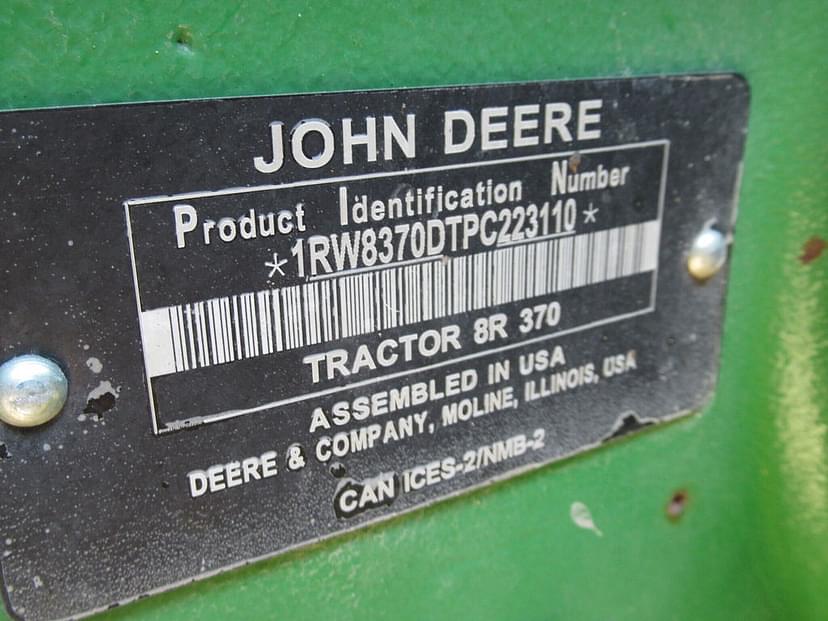 JOHN DEERE
Product Identification Number
*1RW8370DTPC223110*
TRACTOR 8R 370
ASSEMBLED IN USA
DEERE & COMPANY, MOLINE, ILLINOIS, USA
CAN ICES-2/NMB-2